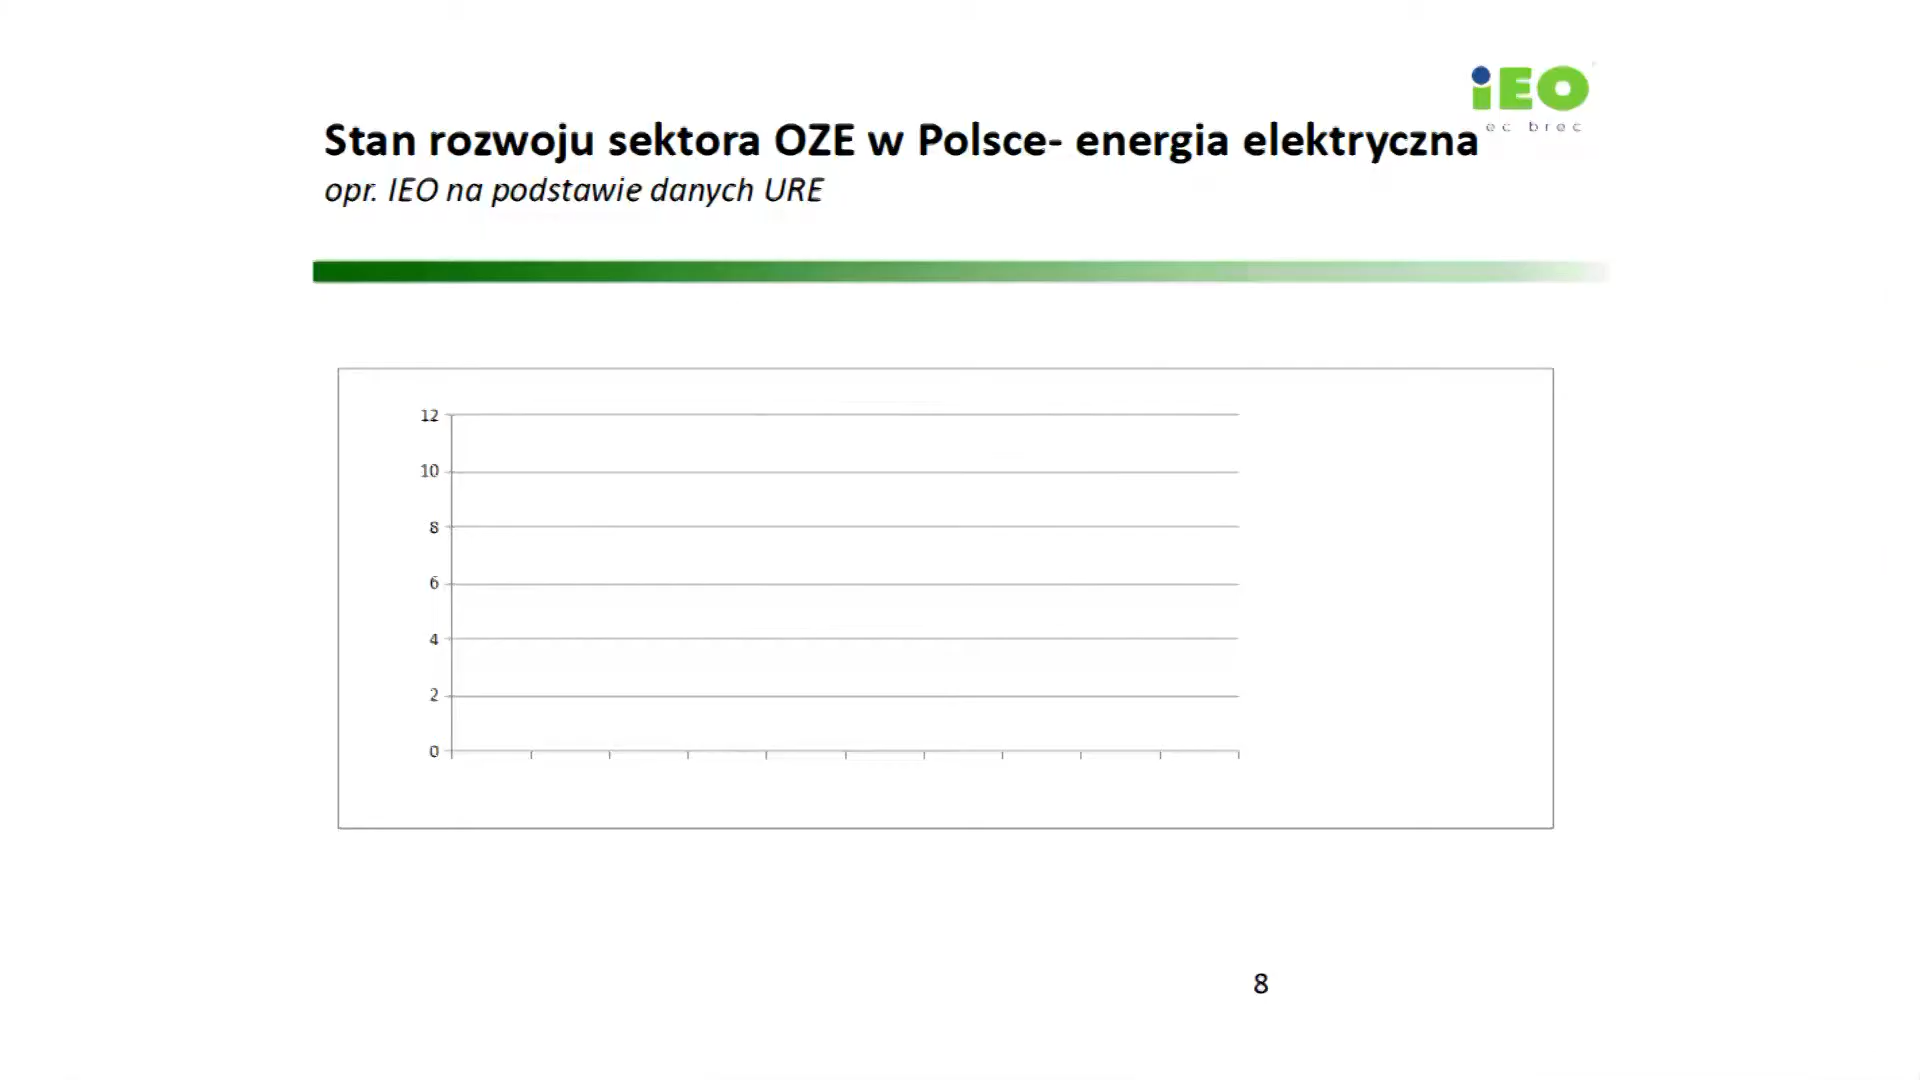 iEO
ec brec
Stan rozwoju sektora OZE w Polsce- energia elektryczna
opr. IEO na podstawie danych URE
12
10
8
6
4
2
0
8